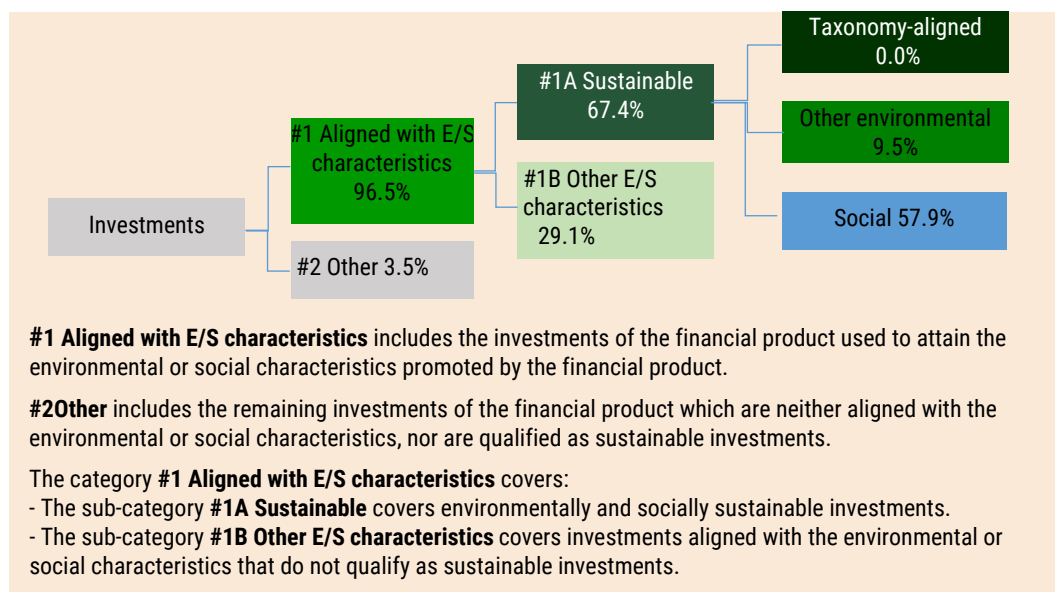 Taxonomy-aligned
0.0%
#1A Sustainable
67.4%
Other environmental
9.5%
#1 Aligned with E/S
characteristics
96.5%
#1B Other E/S
characteristics
29.1%
Investments
Social 57.9%
#2 Other 3.5%
#1 Aligned with E/S characteristics includes the investments of the financial product used to attain the
environmental or social characteristics promoted by the financial product.
#2Other includes the remaining investments of the financial product which are neither aligned with the
environmental or social characteristics, nor are qualified as sustainable investments.
The category #1 Aligned with E/S characteristics covers:
- The sub-category #1A Sustainable covers environmentally and socially sustainable investments.
- The sub-category #1B Other E/S characteristics covers investments aligned with the environmental or
social characteristics that do not qualify as sustainable investments.